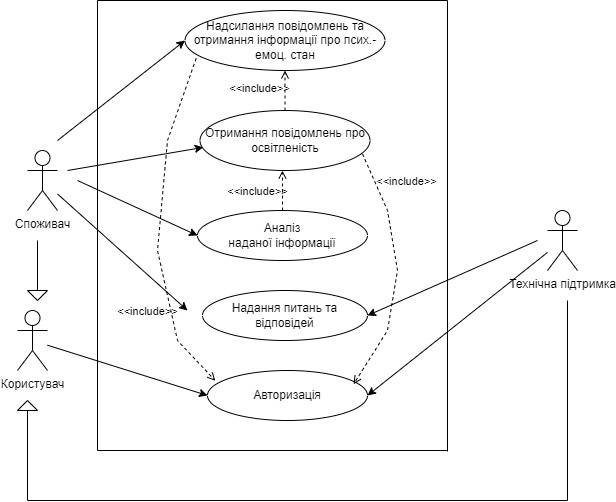 Надсилання повідомлень та
отримання інформації про псих.-
емоц. стан
<<include>>
Отримання повідомлень про
освітленість
<<include>>
<<include>>
Споживач
Аналіз
наданої інформації
Технічна підтримка
<<include>>
Надання питань та
відповідей
Користувач
Авторизація